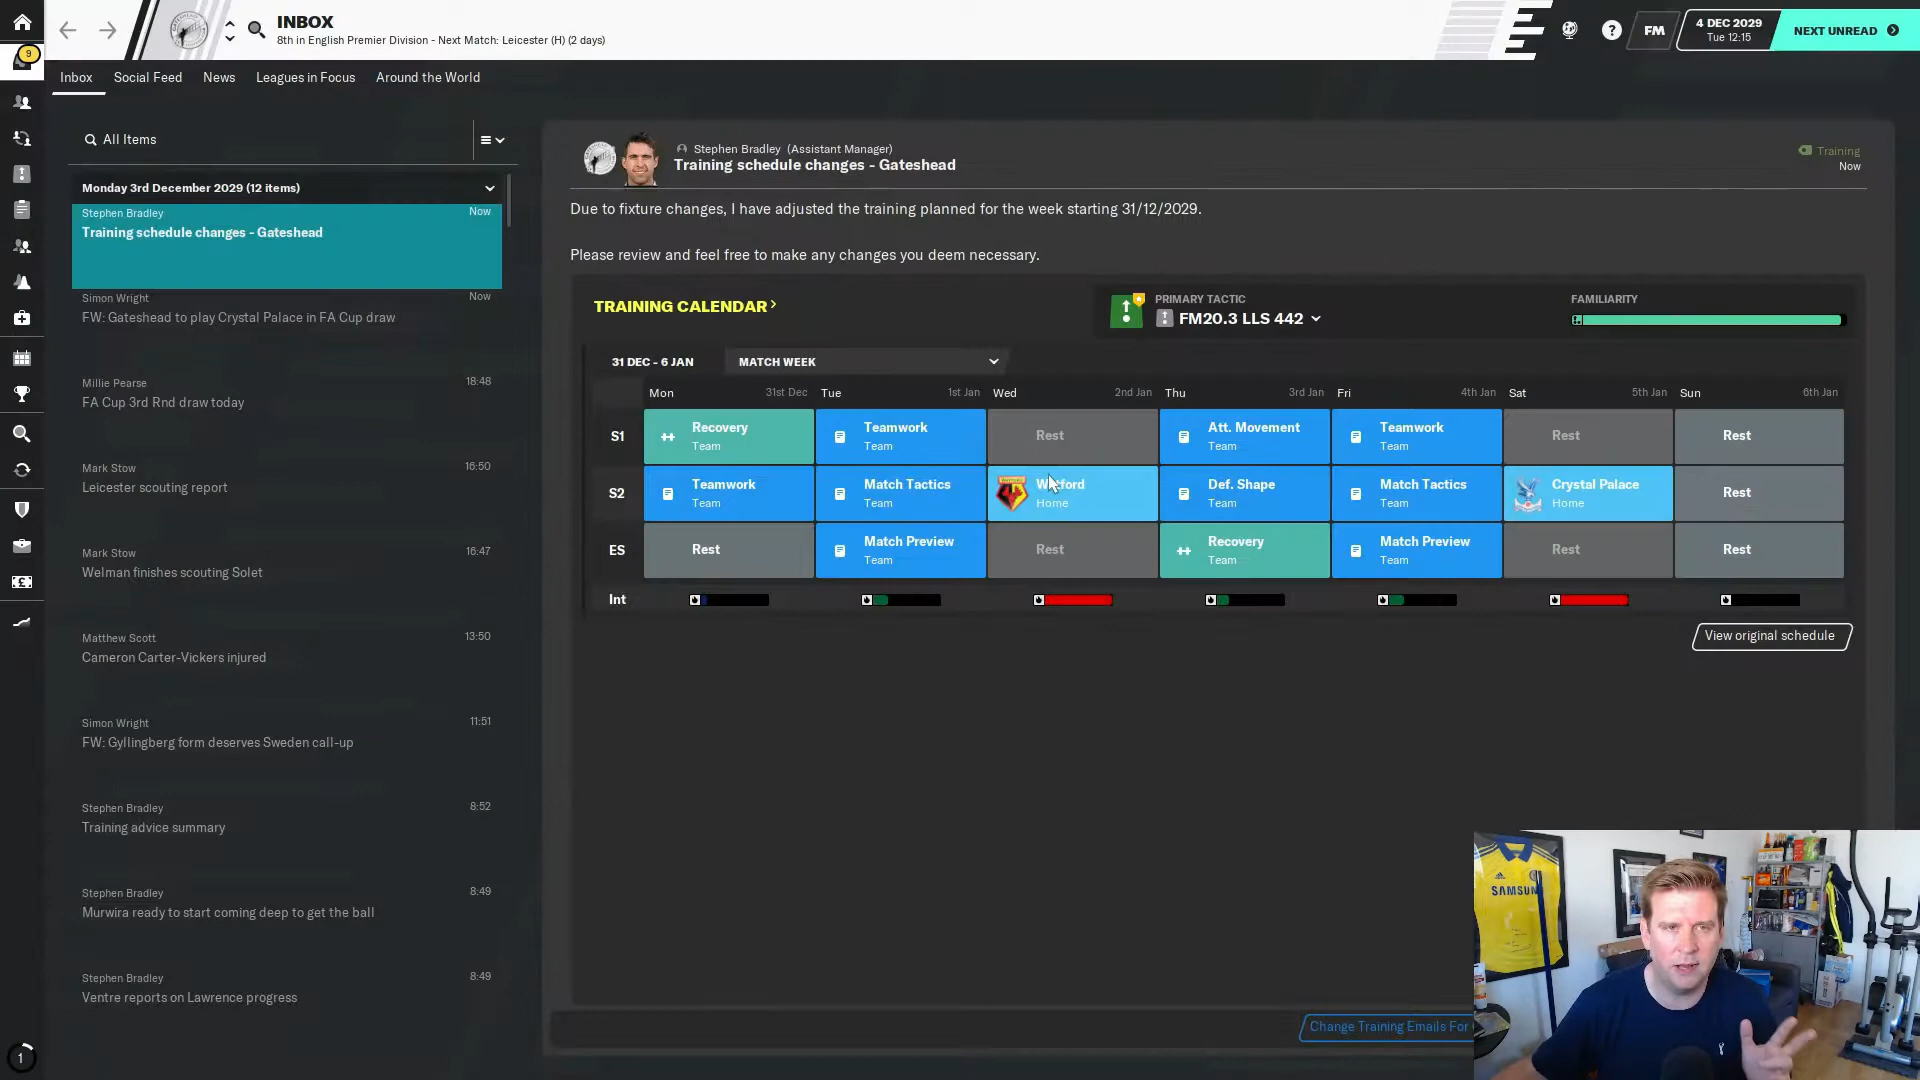 INBOX
8th in English Premier Division - Next Match: Leicester (H) (2 days)
FM
4 DEC 2029
Tue 12:15
NEXT UNREAD
9
Inbox
Social Feed
News
Leagues in Focus
Around the World
All Items
Monday 3rd December 2029 (12 items)
Stephen Bradley
Now
Training schedule changes - Gateshead
Simon Wright
Now
FW: Gateshead to play Crystal Palace in FA Cup draw
Millie Pearse
18:48
FA Cup 3rd Rnd draw today
Mark Stow
16:50
Leicester scouting report
Mark Stow
16:47
Welman finishes scouting Solet
Matthew Scott
13:50
Cameron Carter-Vickers injured
Simon Wright
11:51
FW: Gyllingberg form deserves Sweden call-up
Stephen Bradley
8:52
Training advice summary
Stephen Bradley
8:49
Murwira ready to start coming deep to get the ball
Stephen Bradley
8:49
Ventre reports on Lawrence progress
1
Stephen Bradley (Assistant Manager)
Training schedule changes - Gateshead
Training
Now
Due to fixture changes, I have adjusted the training planned for the week starting 31/12/2029.
Please review and feel free to make any changes you deem necessary.
TRAINING CALENDAR
PRIMARY TACTIC
FM20.3 LLS 442
FAMILIARITY
31 DEC - 6 JAN
MATCH WEEK
Mon 31st Dec Tue 1st Jan Wed 2nd Jan Thu 3rd Jan Fri 4th Jan Sat 5th Jan Sun 6th Jan
S1
Recovery
Team
Teamwork
Team
Rest
Att. Movement
Team
Teamwork
Team
Rest
Rest
S2
Teamwork
Team
Match Tactics
Team
Home
Def. Shape
Team
Match Tactics
Team
Crystal Palace
Home
Rest
ES
Rest
Match Preview
Team
Rest
Recovery
Team
Match Preview
Team
Rest
Rest
Int
View original schedule
Change Training Emails For
SAMSUNG